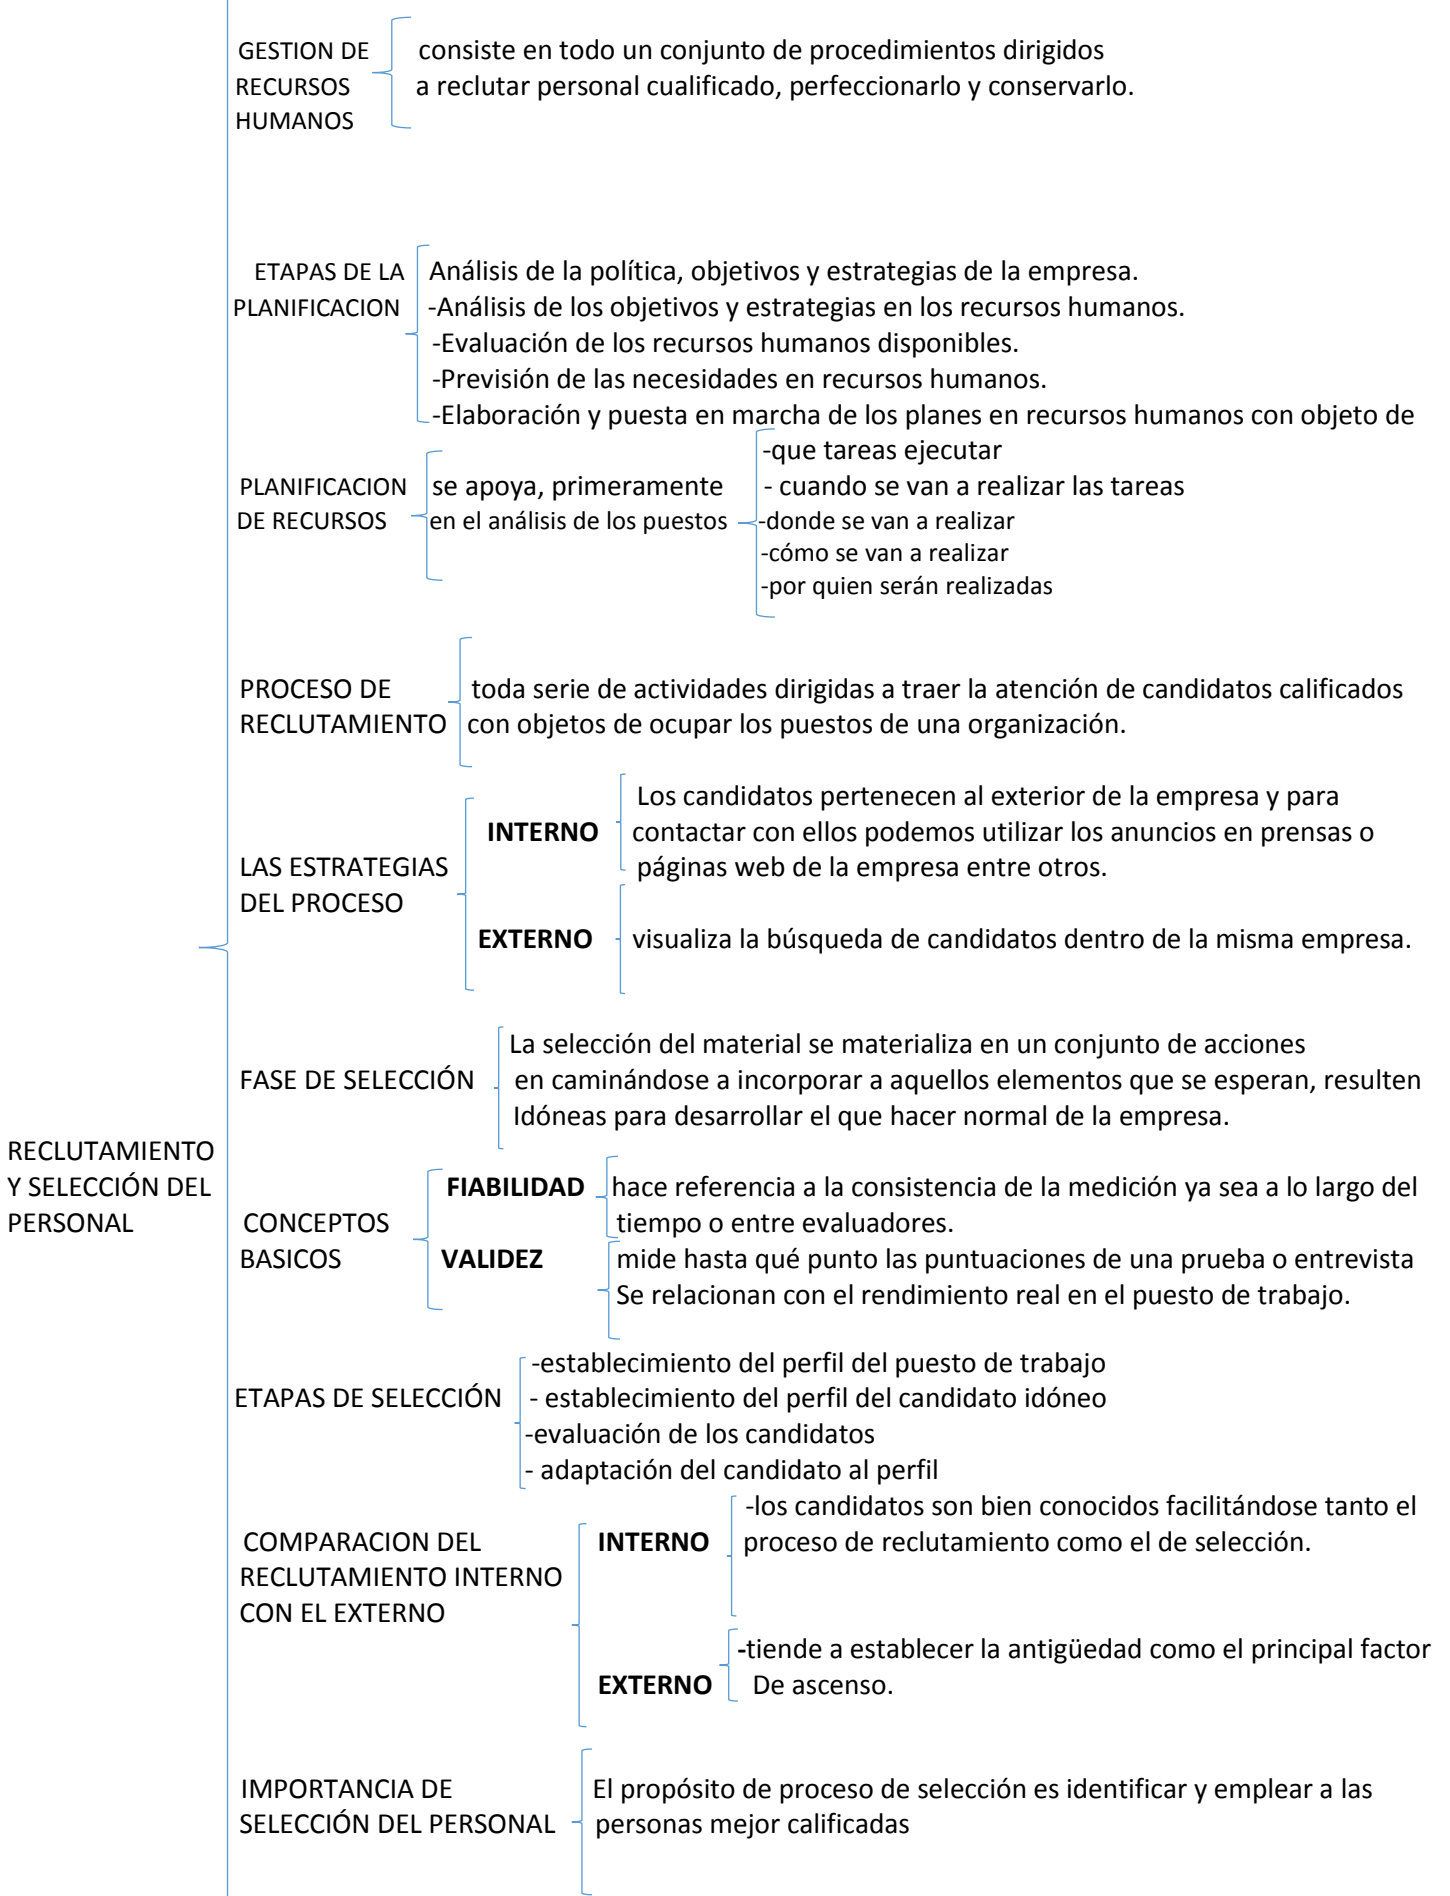 GESTION DE
RECURSOS
HUMANOS
consiste en todo un conjunto de procedimientos dirigidos
a reclutar personal cualificado, perfeccionarlo y conservarlo.
ETAPAS DE LA
PLANIFICACION
Análisis de la política, objetivos y estrategias de la empresa.
-Análisis de los objetivos y estrategias en los recursos humanos.
-Evaluación de los recursos humanos disponibles.
-Previsión de las necesidades en recursos humanos.
-Elaboración y puesta en marcha de los planes en recursos humanos con objeto de
PLANIFICACION
DE RECURSOS
se apoya, primeramente
en el análisis de los puestos
-que tareas ejecutar
- cuando se van a realizar las tareas
-donde se van a realizar
-cómo se van a realizar
-por quien serán realizadas
PROCESO DE
RECLUTAMIENTO
toda serie de actividades dirigidas a traer la atención de candidatos calificados
con objetos de ocupar los puestos de una organización.
LAS ESTRATEGIAS
DEL PROCESO
INTERNO
Los candidatos pertenecen al exterior de la empresa y para
contactar con ellos podemos utilizar los anuncios en prensas o
páginas web de la empresa entre otros.
EXTERNO
visualiza la búsqueda de candidatos dentro de la misma empresa.
FASE DE SELECCIÓN
La selección del material se materializa en un conjunto de acciones
en caminándose a incorporar a aquellos elementos que se esperan, resulten
Idóneas para desarrollar el que hacer normal de la empresa.
RECLUTAMIENTO
Y SELECCIÓN DEL
PERSONAL
CONCEPTOS
BASICOS
FIABILIDAD
hace referencia a la consistencia de la medición ya sea a lo largo del
tiempo o entre evaluadores.
VALIDEZ
mide hasta qué punto las puntuaciones de una prueba o entrevista
Se relacionan con el rendimiento real en el puesto de trabajo.
ETAPAS DE SELECCIÓN
-establecimiento del perfil del puesto de trabajo
- establecimiento del perfil del candidato idóneo
-evaluación de los candidatos
- adaptación del candidato al perfil
COMPARACION DEL
RECLUTAMIENTO INTERNO
CON EL EXTERNO
INTERNO
-los candidatos son bien conocidos facilitándose tanto el
proceso de reclutamiento como el de selección.
EXTERNO
-tiende a establecer la antigüedad como el principal factor
De ascenso.
IMPORTANCIA DE
SELECCIÓN DEL PERSONAL
El propósito de proceso de selección es identificar y emplear a las
personas mejor calificadas